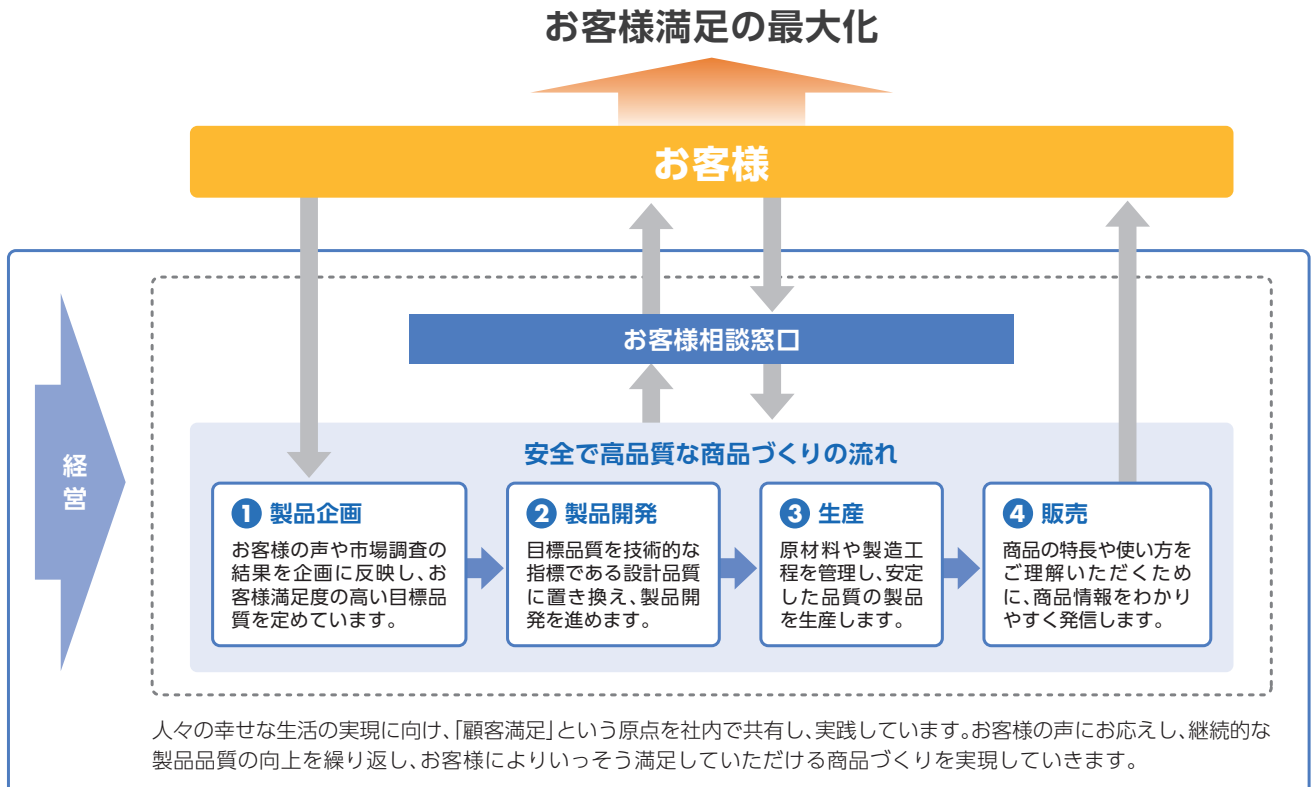 お客様満足の最大化
お客様
お客様相談窓口
経営
安全で高品質な商品づくりの流れ
1 製品企画
お客様の声や市場調査の
結果を企画に反映し、お
客様満足度の高い目標品
質を定めています。
2 製品開発
目標品質を技術的な
指標である設計品質
に置き換え、製品開
発を進めます。
3 生産
原材料や製造工
程を管理し、安定
した品質の製品
を生産します。
4 販売
商品の特長や使い方を
ご理解いただくため
に、商品情報をわかり
やすく発信します。
人々の幸せな生活の実現に向け、「顧客満足」という原点を社内で共有し、実践しています。お客様の声にお応えし、継続的な
製品品質の向上を繰り返し、お客様によりいっそう満足していただける商品づくりを実現していきます。